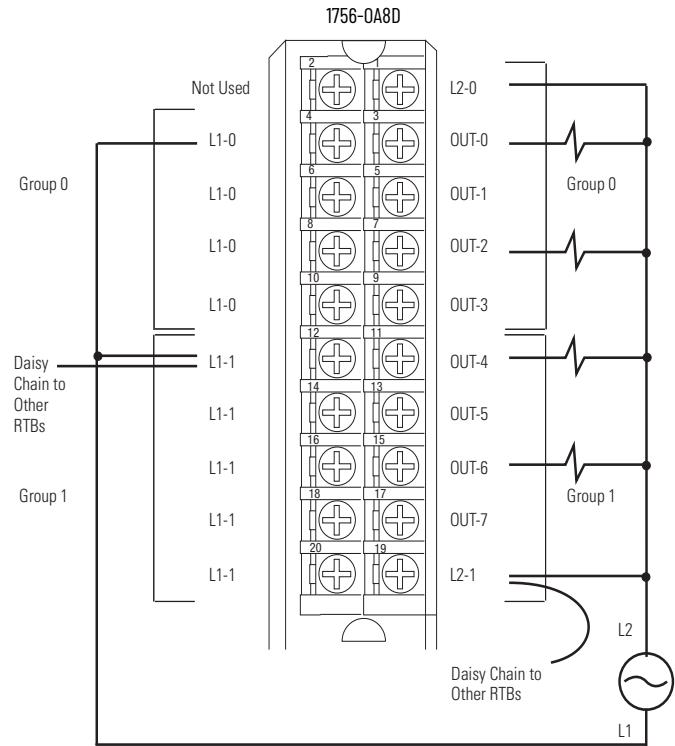 1756-OA8D
2 1
Not Used L2-0
4 3
L1-0 OUT-0
6 5
Group 0 L1-0 OUT-1 Group 0
8 7
L1-0 OUT-2
10 9
L1-0 OUT-3
12 11
L1-1 OUT-4
Daisy
Chain to
Other
RTBs
14 13
L1-1 OUT-5
16 15
L1-1 OUT-6
Group 1 Group 1
18 17
L1-1 OUT-7
20 19
L1-1 L2-1
L2
Daisy Chain to
Other RTBs
L1